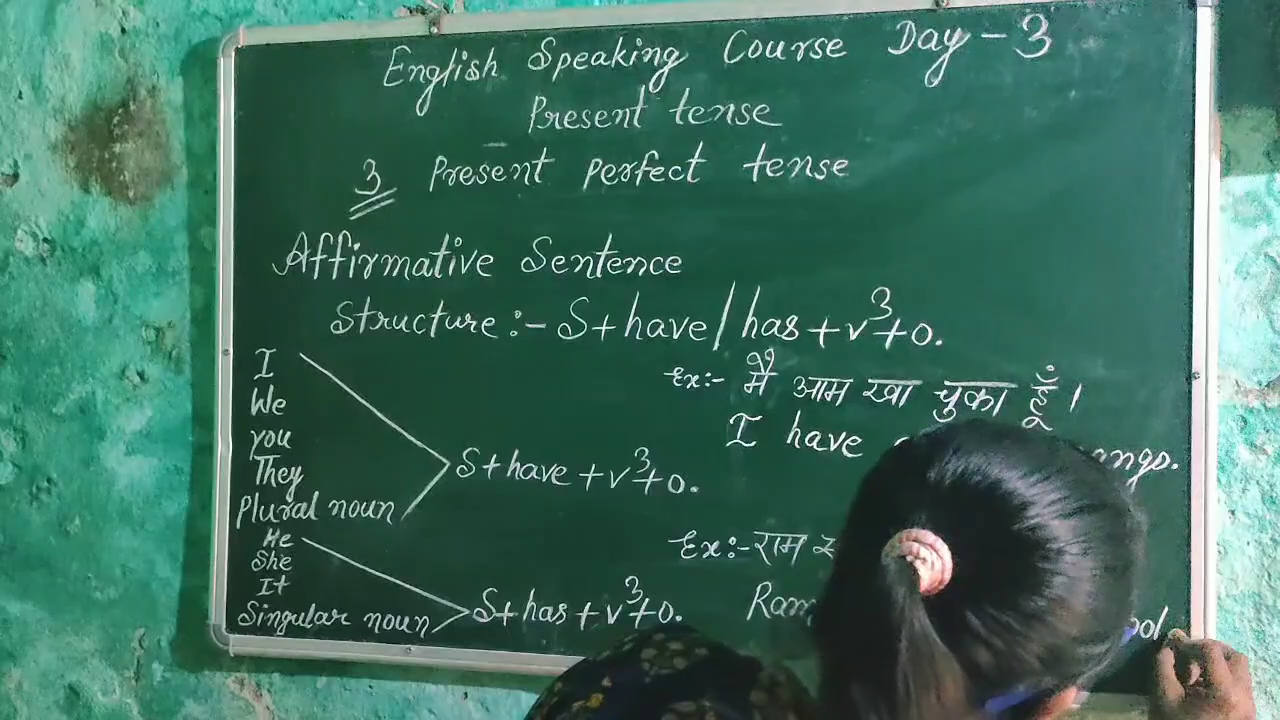 English Speaking Course Day - 3
Present tense
3 Present perfect tense
Affirmative Sentence
Structure :- S + have / has + v³ + o.
I
We
you
They
Plural noun
S + have + v³ + o.
He
She
It
Singular noun
S + has + v³ + o.
Ex:- मैं आम खा चुका हूँ।
I have
Ex:- राम
Ram